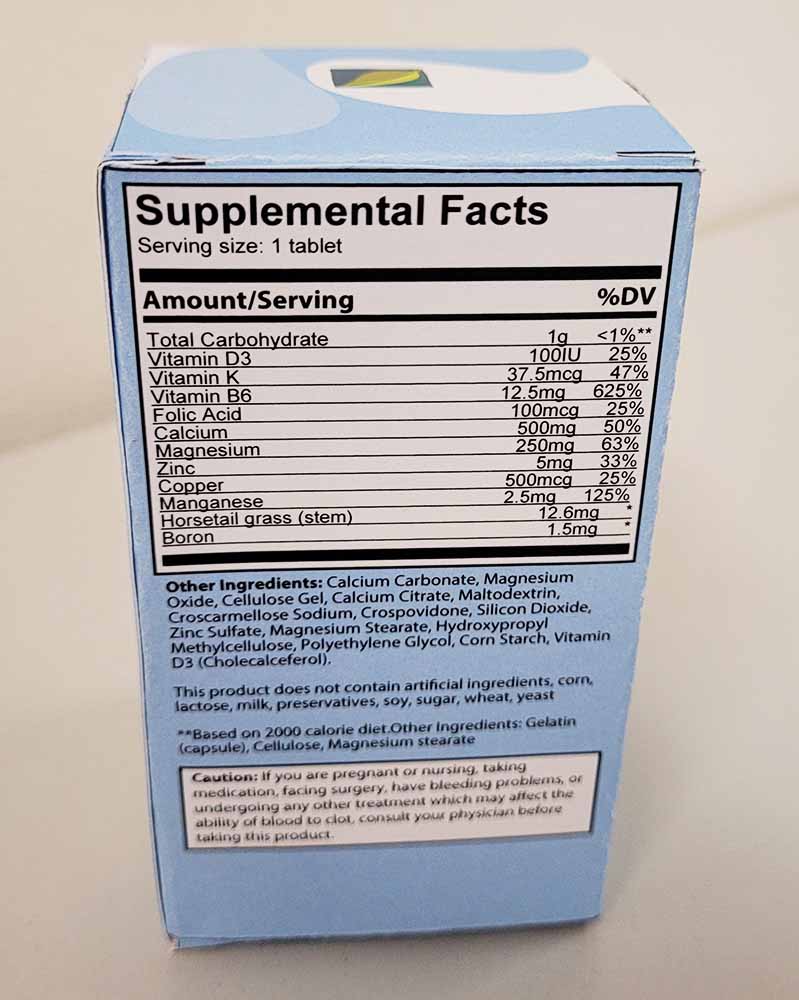 Supplemental Facts
Serving size: 1 tablet
Amount/Serving %DV
Total Carbohydrate 1g <1%**
Vitamin D3 100IU 25%
Vitamin K 37.5mcg 47%
Vitamin B6 12.5mg 625%
Folic Acid 100mcg 25%
Calcium 500mg 50%
Magnesium 250mg 63%
Zinc 5mg 33%
Copper 500mcg 25%
Manganese 2.5mg 125%
Horsetail grass (stem) 12.6mg *
Boron 1.5mg *
Other Ingredients: Calcium Carbonate, Magnesium
Oxide, Cellulose Gel, Calcium Citrate, Maltodextrin,
Croscarmellose Sodium, Crospovidone, Silicon Dioxide,
Zinc Sulfate, Magnesium Stearate, Hydroxypropyl
Methylcellulose, Polyethylene Glycol, Corn Starch, Vitamin
D3 (Cholecalceferol).
This product does not contain artificial ingredients, corn,
lactose, milk, preservatives, soy, sugar, wheat, yeast
**Based on 2000 calorie diet.Other Ingredients: Gelatin
(capsule), Cellulose, Magnesium stearate
Caution: If you are pregnant or nursing, taking
medication, facing surgery, have bleeding problems, or
undergoing any other treatment which may affect the
ability of blood to clot, consult your physician before
taking this product.